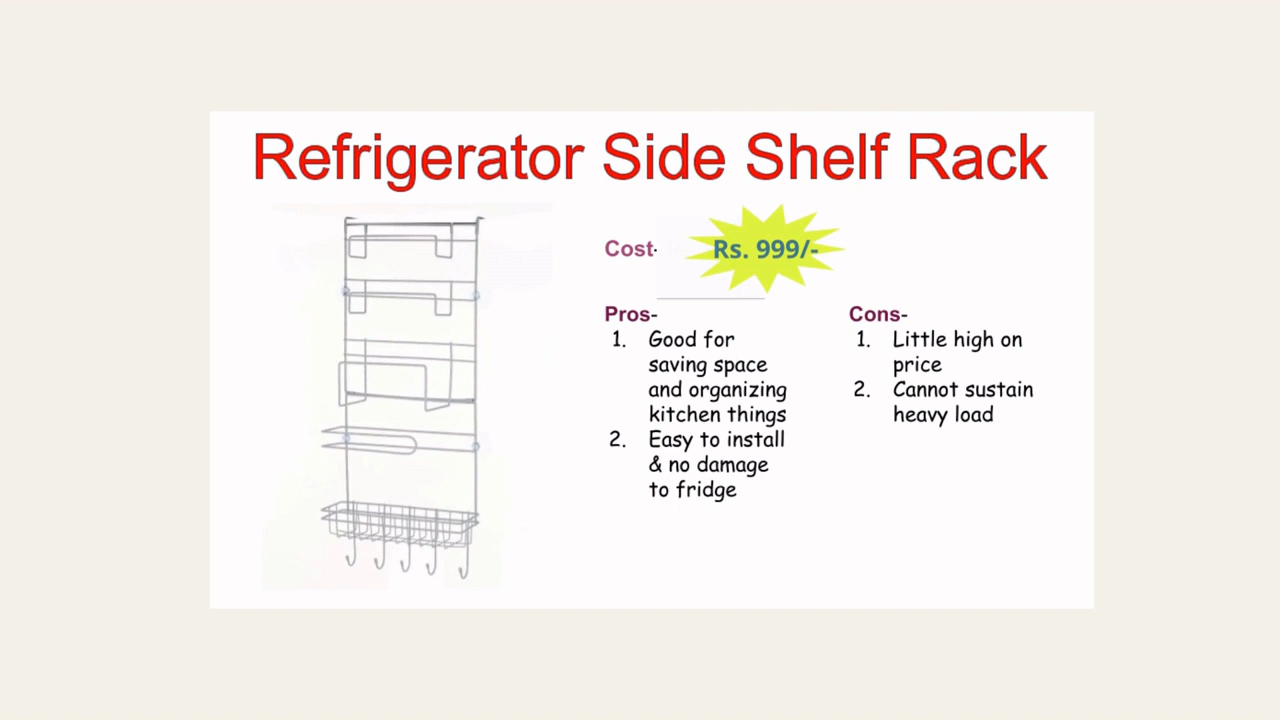 Refrigerator Side Shelf Rack
Cost-
Rs. 999/-
Pros-
1. Good for
saving space
and organizing
kitchen things
2. Easy to install
& no damage
to fridge
Cons-
1. Little high on
price
2. Cannot sustain
heavy load